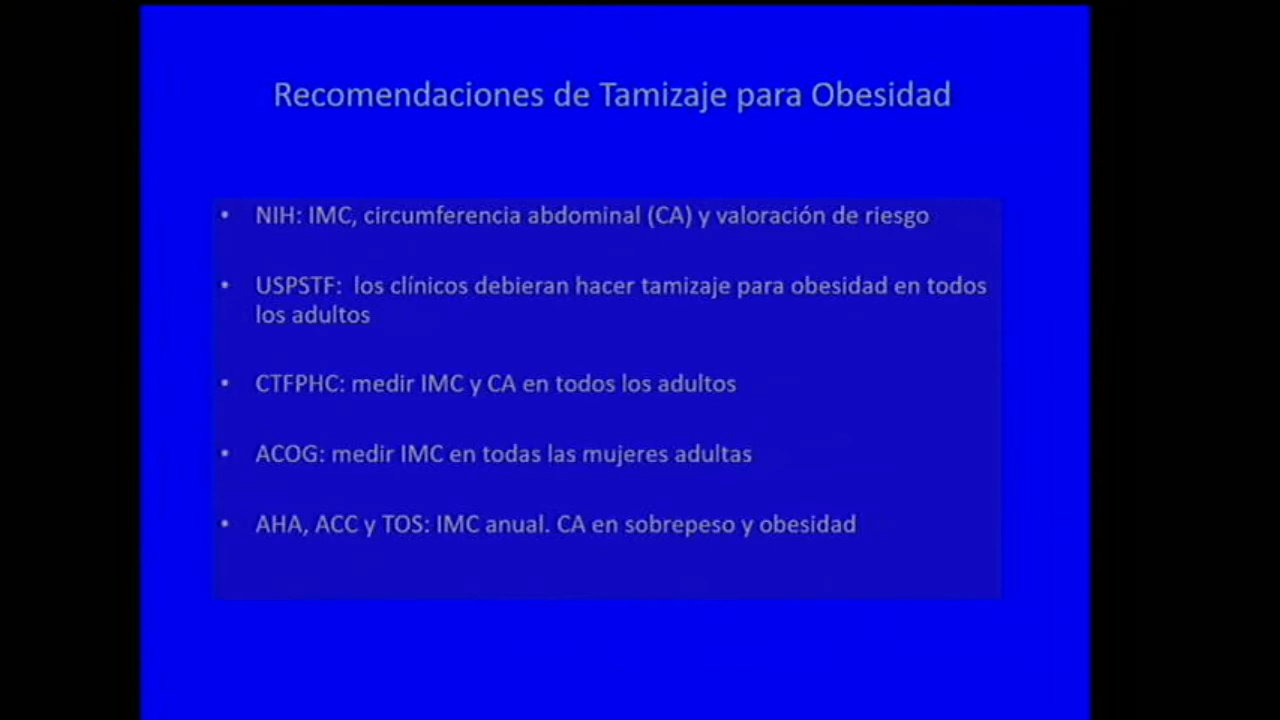 Recomendaciones de Tamizaje para Obesidad
• NIH: IMC, circumferencia abdominal (CA) y valoración de riesgo
• USPSTF: los clínicos debieran hacer tamizaje para obesidad en todos
los adultos
• CTFPHC: medir IMC y CA en todos los adultos
• ACOG: medir IMC en todas las mujeres adultas
• AHA, ACC y TOS: IMC anual. CA en sobrepeso y obesidad